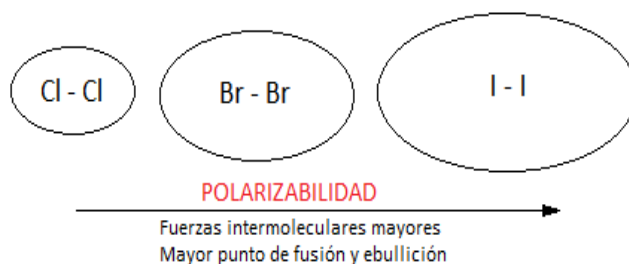 Cl - Cl
Br - Br
I - I
POLARIZABILIDAD
Fuerzas intermoleculares mayores
Mayor punto de fusión y ebullición